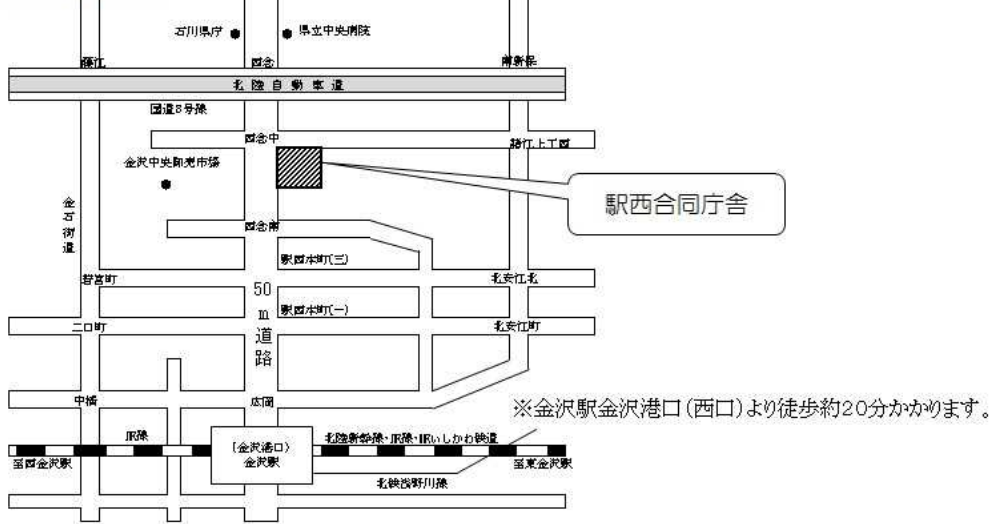 石川県庁
県立中央病院
藤江
西念
南新保
北陸自動車道
国道8号線
西念中
諸江上丁西
金沢中央卸売市場
駅西合同庁舎
金石街道
西念南
駅西本町(三)
若宮町
北安江北
50m道路
駅西本町(一)
二口町
北安江町
中橋
広岡
※金沢駅金沢港口(西口)より徒歩約20分かかります。
JR線
(金沢港口)
金沢駅
北陸新幹線・JR線・IRいしかわ鉄道
至西金沢駅
至東金沢駅
北鉄浅野川線